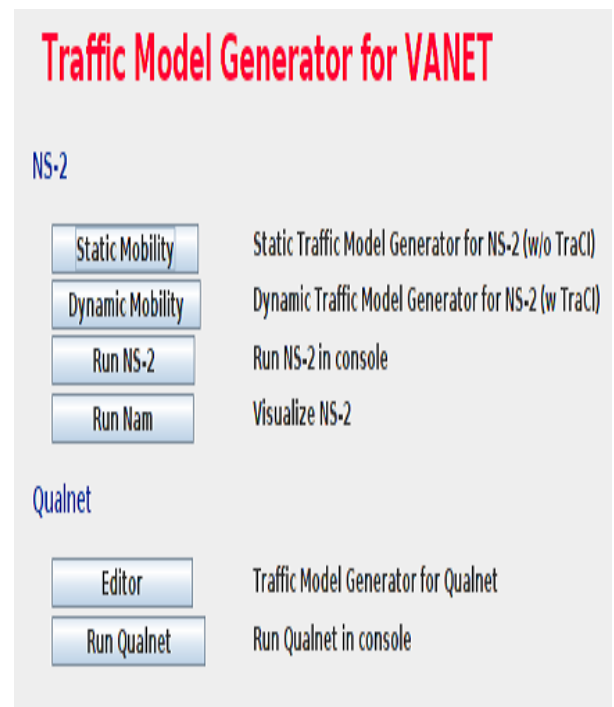 Traffic Model Generator for VANET
NS-2
Static Mobility Static Traffic Model Generator for NS-2 (w/o TraCI)
Dynamic Mobility Dynamic Traffic Model Generator for NS-2 (w TraCI)
Run NS-2 Run NS-2 in console
Run Nam Visualize NS-2
Qualnet
Editor Traffic Model Generator for Qualnet
Run Qualnet Run Qualnet in console